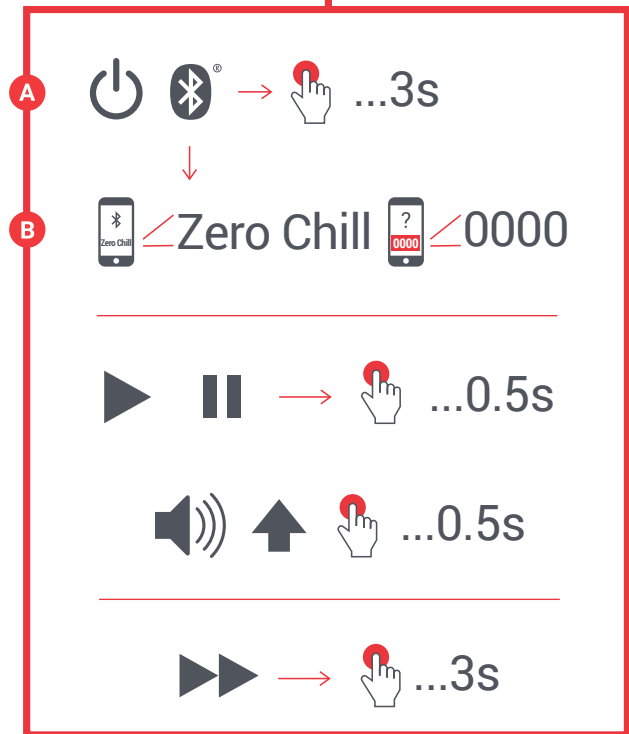 A ® ...3s
B Zero Chill Zero Chill ? 0000 0000
...0.5s
...0.5s
...3s